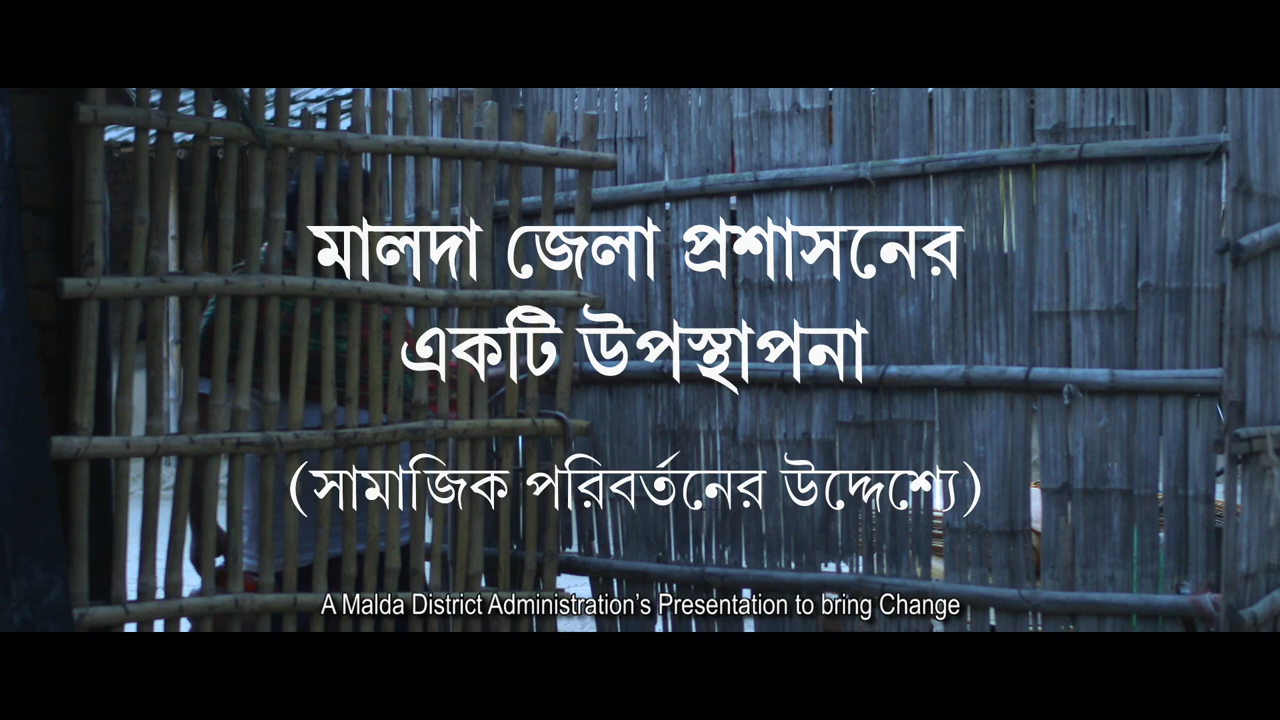 মালদা জেলা প্রশাসনের
একটি উপস্থাপনা
(সামাজিক পরিবর্তনের উদ্দেশ্যে)
A Malda District Administration's Presentation to bring Change